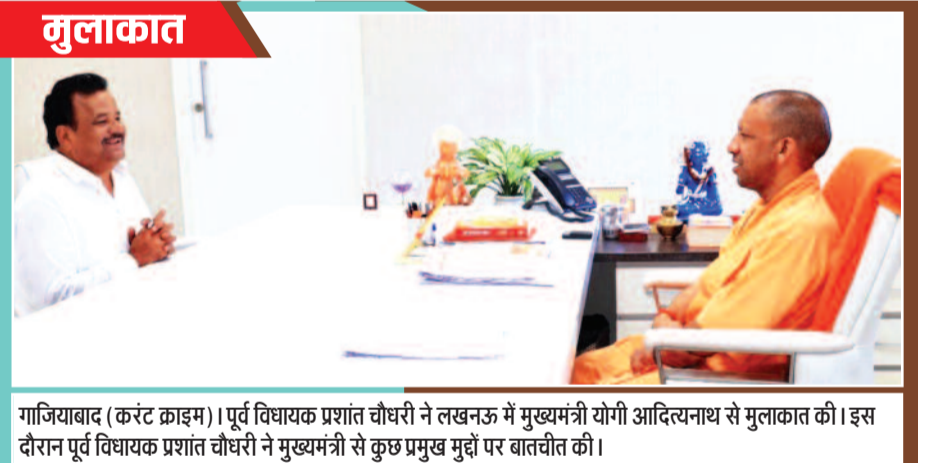 मुलाकात
गाजियाबाद (करंट क्राइम)। पूर्व विधायक प्रशांत चौधरी ने लखनऊ में मुख्यमंत्री योगी आदित्यनाथ से मुलाकात की। इस
दौरान पूर्व विधायक प्रशांत चौधरी ने मुख्यमंत्री से कुछ प्रमुख मुद्दों पर बातचीत की।